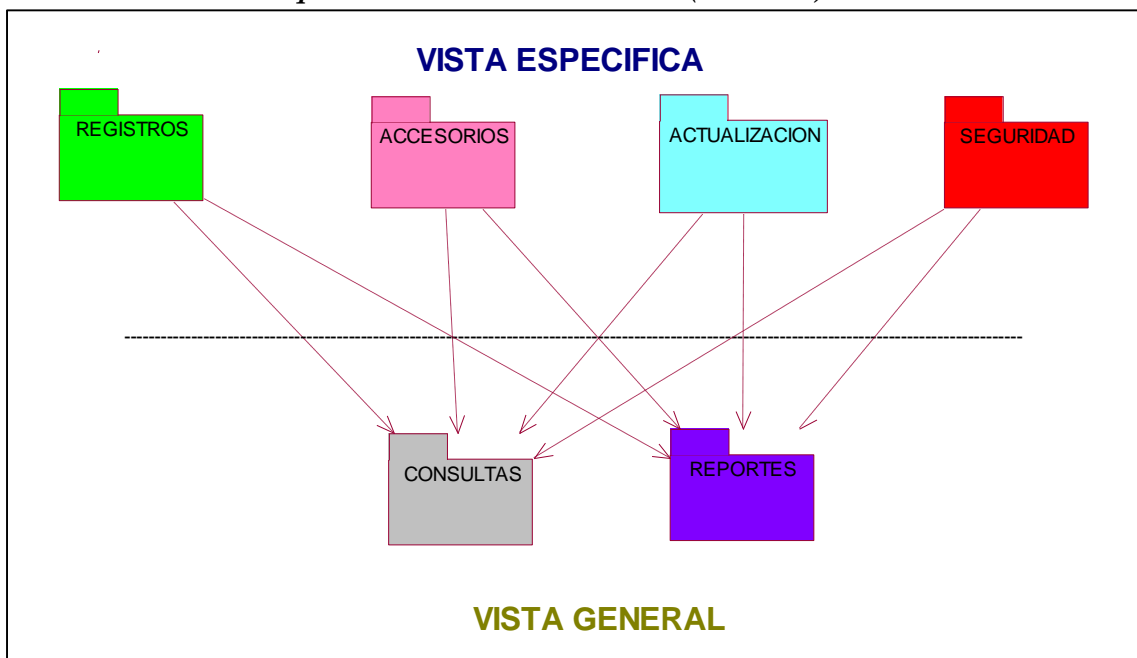 VISTA ESPECIFICA
REGISTROS
ACCESORIOS
ACTUALIZACION
SEGURIDAD
CONSULTAS
REPORTES
VISTA GENERAL